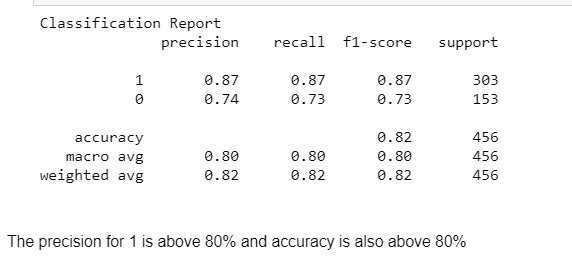 Classification Report
precision recall f1-score support
1 0.87 0.87 0.87 303
0 0.74 0.73 0.73 153
accuracy 0.82 456
macro avg 0.80 0.80 0.80 456
weighted avg 0.82 0.82 0.82 456
The precision for 1 is above 80% and accuracy is also above 80%